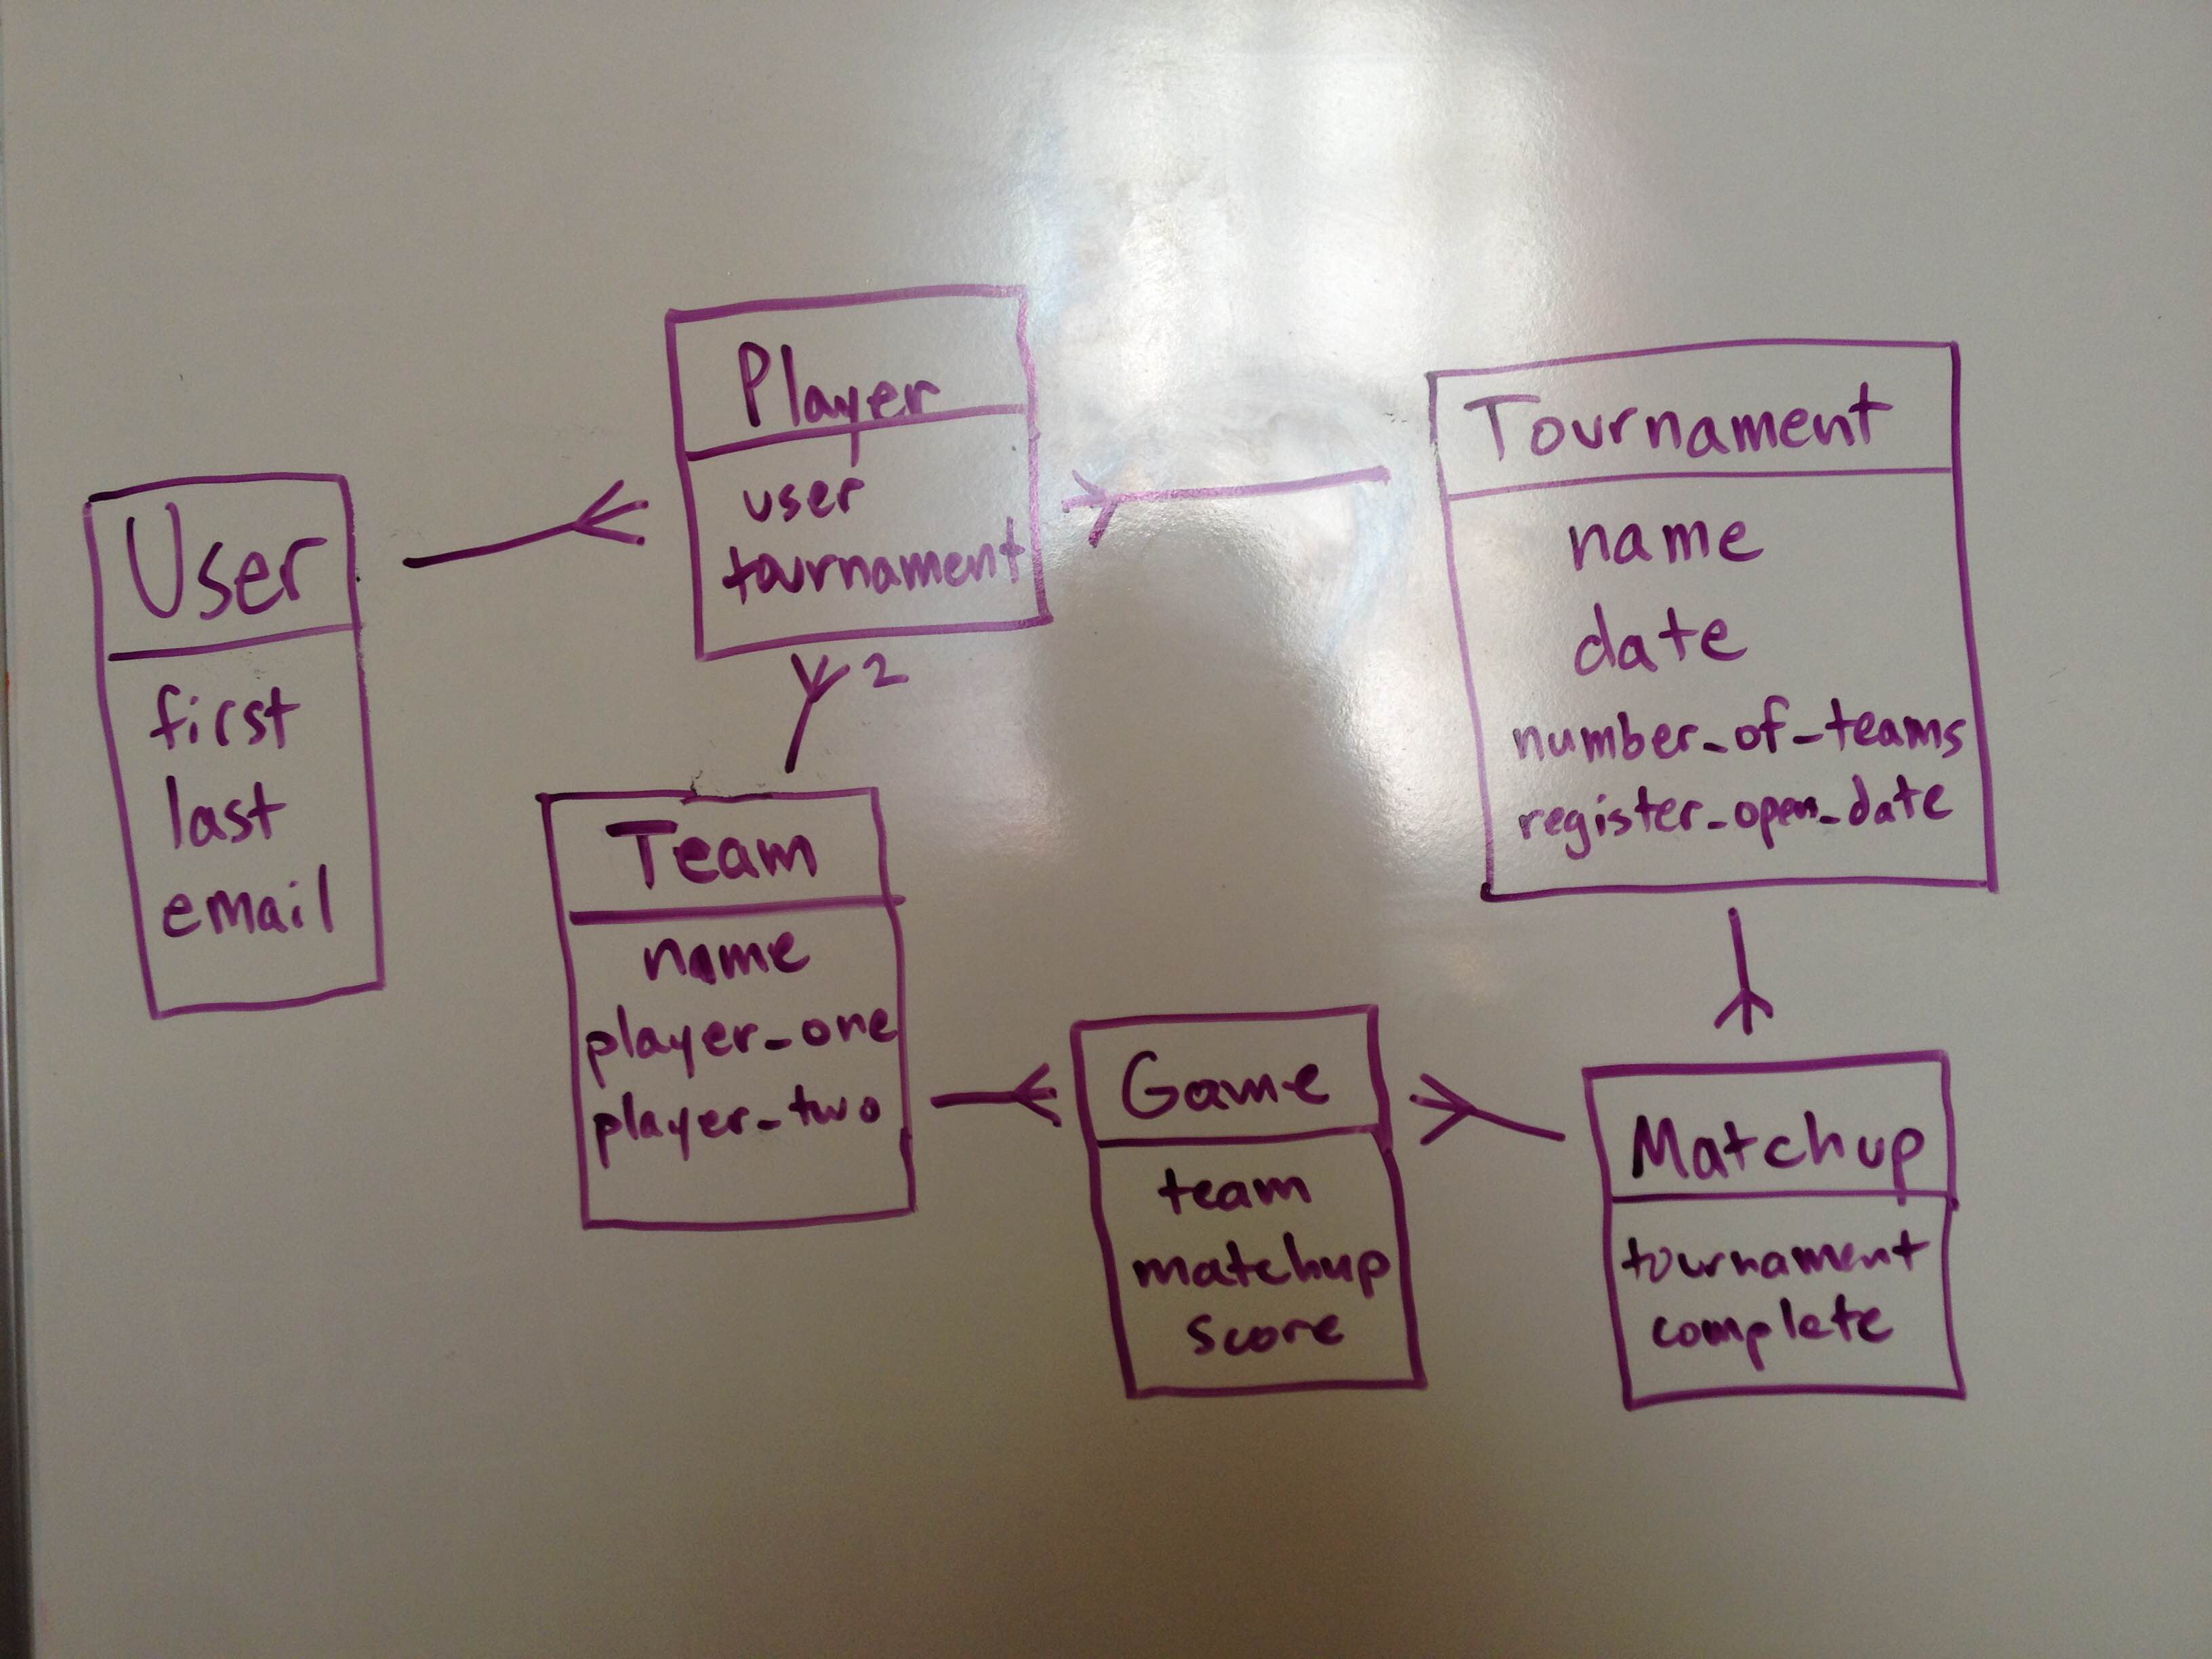 User
first
last
email
Player
user
tournament
2
Team
name
player_one
player_two
Game
team
matchup
score
Tournament
name
date
number_of_teams
register_open_date
Matchup
tournament
complete